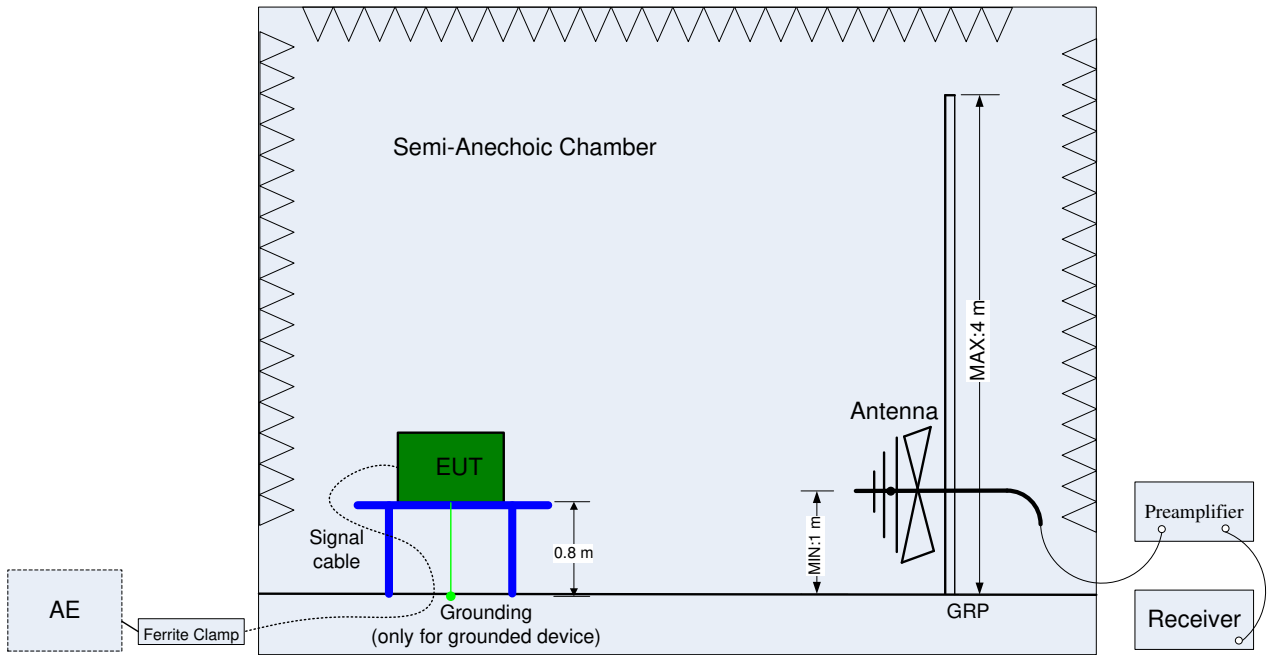 Semi-Anechoic Chamber
MAX:4 m
Antenna
EUT
Preamplifier
MIN:1 m
Signal
cable
0.8 m
AE
Grounding
(only for grounded device)
GRP
Receiver
Ferrite Clamp